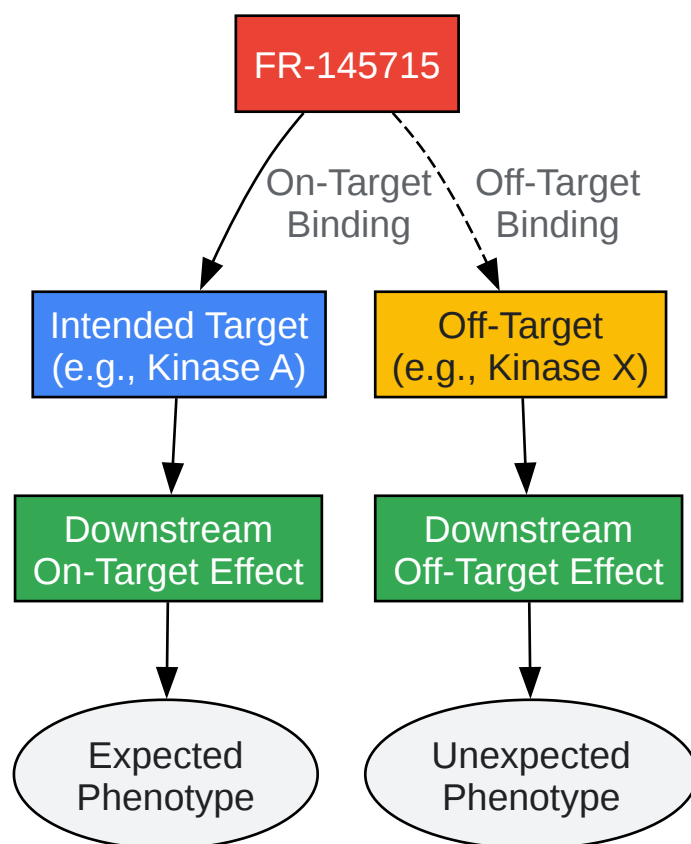 FR-145715
On-Target
Binding
Off-Target
Binding
Intended Target
(e.g., Kinase A)
Off-Target
(e.g., Kinase X)
Downstream
On-Target Effect
Downstream
Off-Target Effect
Expected
Phenotype
Unexpected
Phenotype